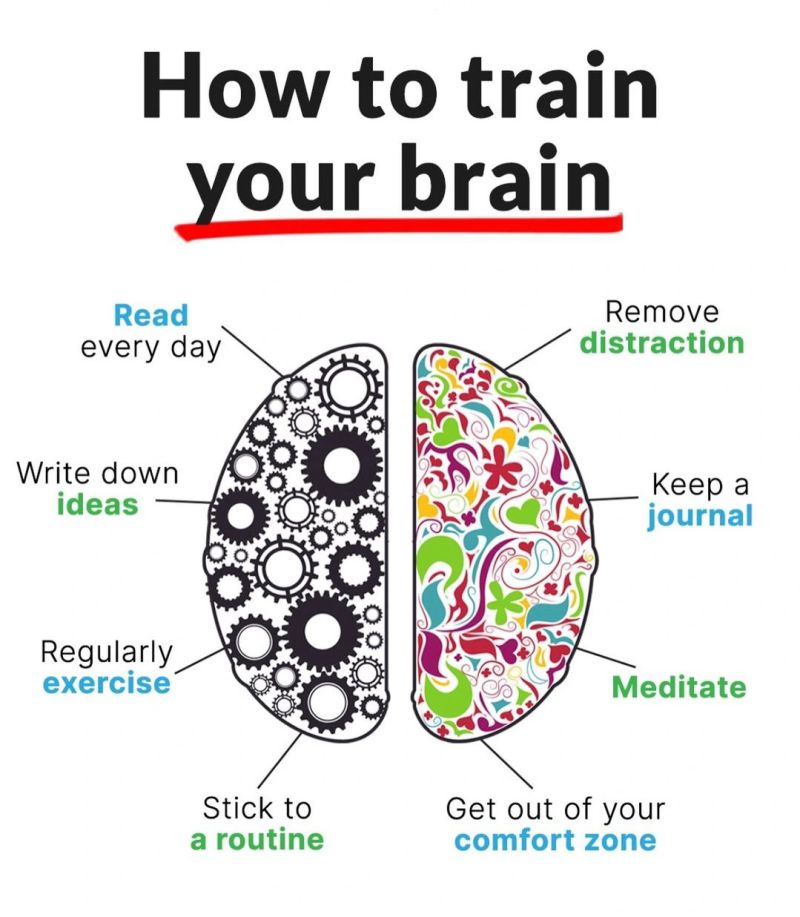 How to train
your brain
Read
every day
Remove
distraction
Write down
ideas
Keep a
journal
Regularly
exercise
Meditate
Stick to
a routine
Get out of your
comfort zone